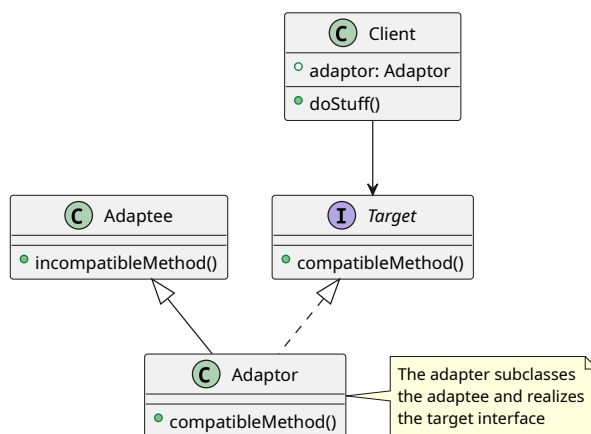 C Client
adaptor: Adaptor
doStuff()
C Adaptee
incompatibleMethod()
I Target
compatibleMethod()
C Adaptor
compatibleMethod()
The adapter subclasses
the adaptee and realizes
the target interface